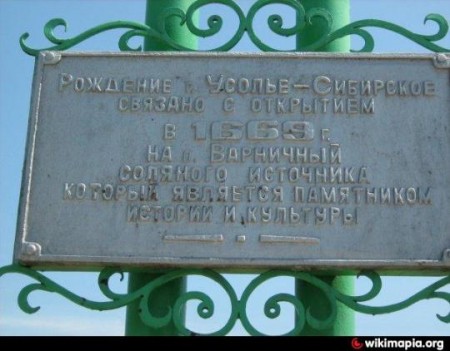 Рождение г. Усолье-Сибирское
связано с открытием
в 1669 г.
на г. Варничный
соляного источника
который является памятником
истории и культуры
wikimapia.org